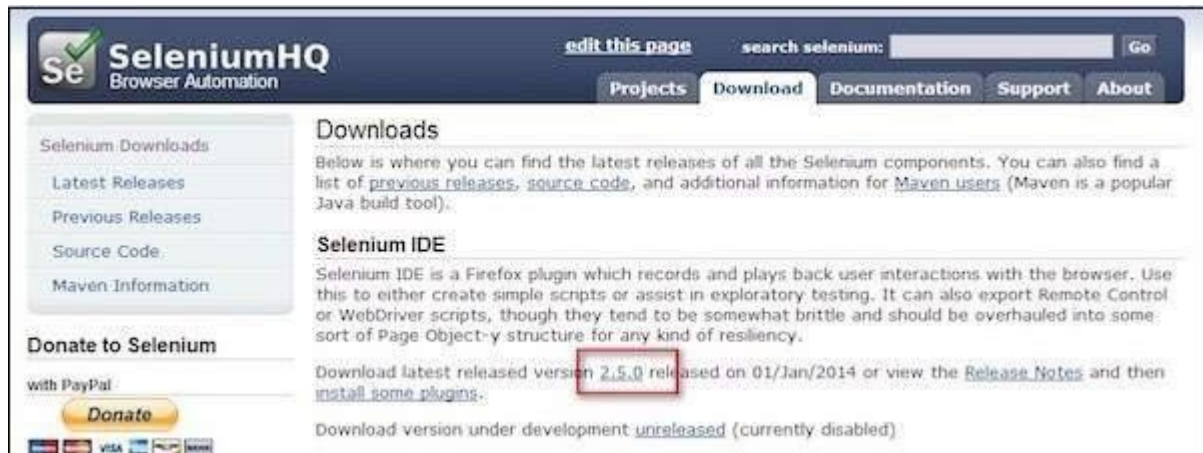 SeleniumHQ
Browser Automation
Se
edit this page
search selenium:
Go
Projects
Download
Documentation
Support
About
Selenium Downloads
Latest Releases
Previous Releases
Source Code
Maven Information
Donate to Selenium
with PayPal
Donate
VISA
Downloads
Below is where you can find the latest releases of all the Selenium components. You can also find a
list of previous releases, source code, and additional information for Maven users (Maven is a popular
Java build tool).
Selenium IDE
Selenium IDE is a Firefox plugin which records and plays back user interactions with the browser. Use
this to either create simple scripts or assist in exploratory testing. It can also export Remote Control
or WebDriver scripts, though they tend to be somewhat brittle and should be overhauled into some
sort of Page Object-y structure for any kind of resiliency.
Download latest released version 2.5.0 released on 01/Jan/2014 or view the Release Notes and then
install some plugins.
Download version under development unreleased (currently disabled)